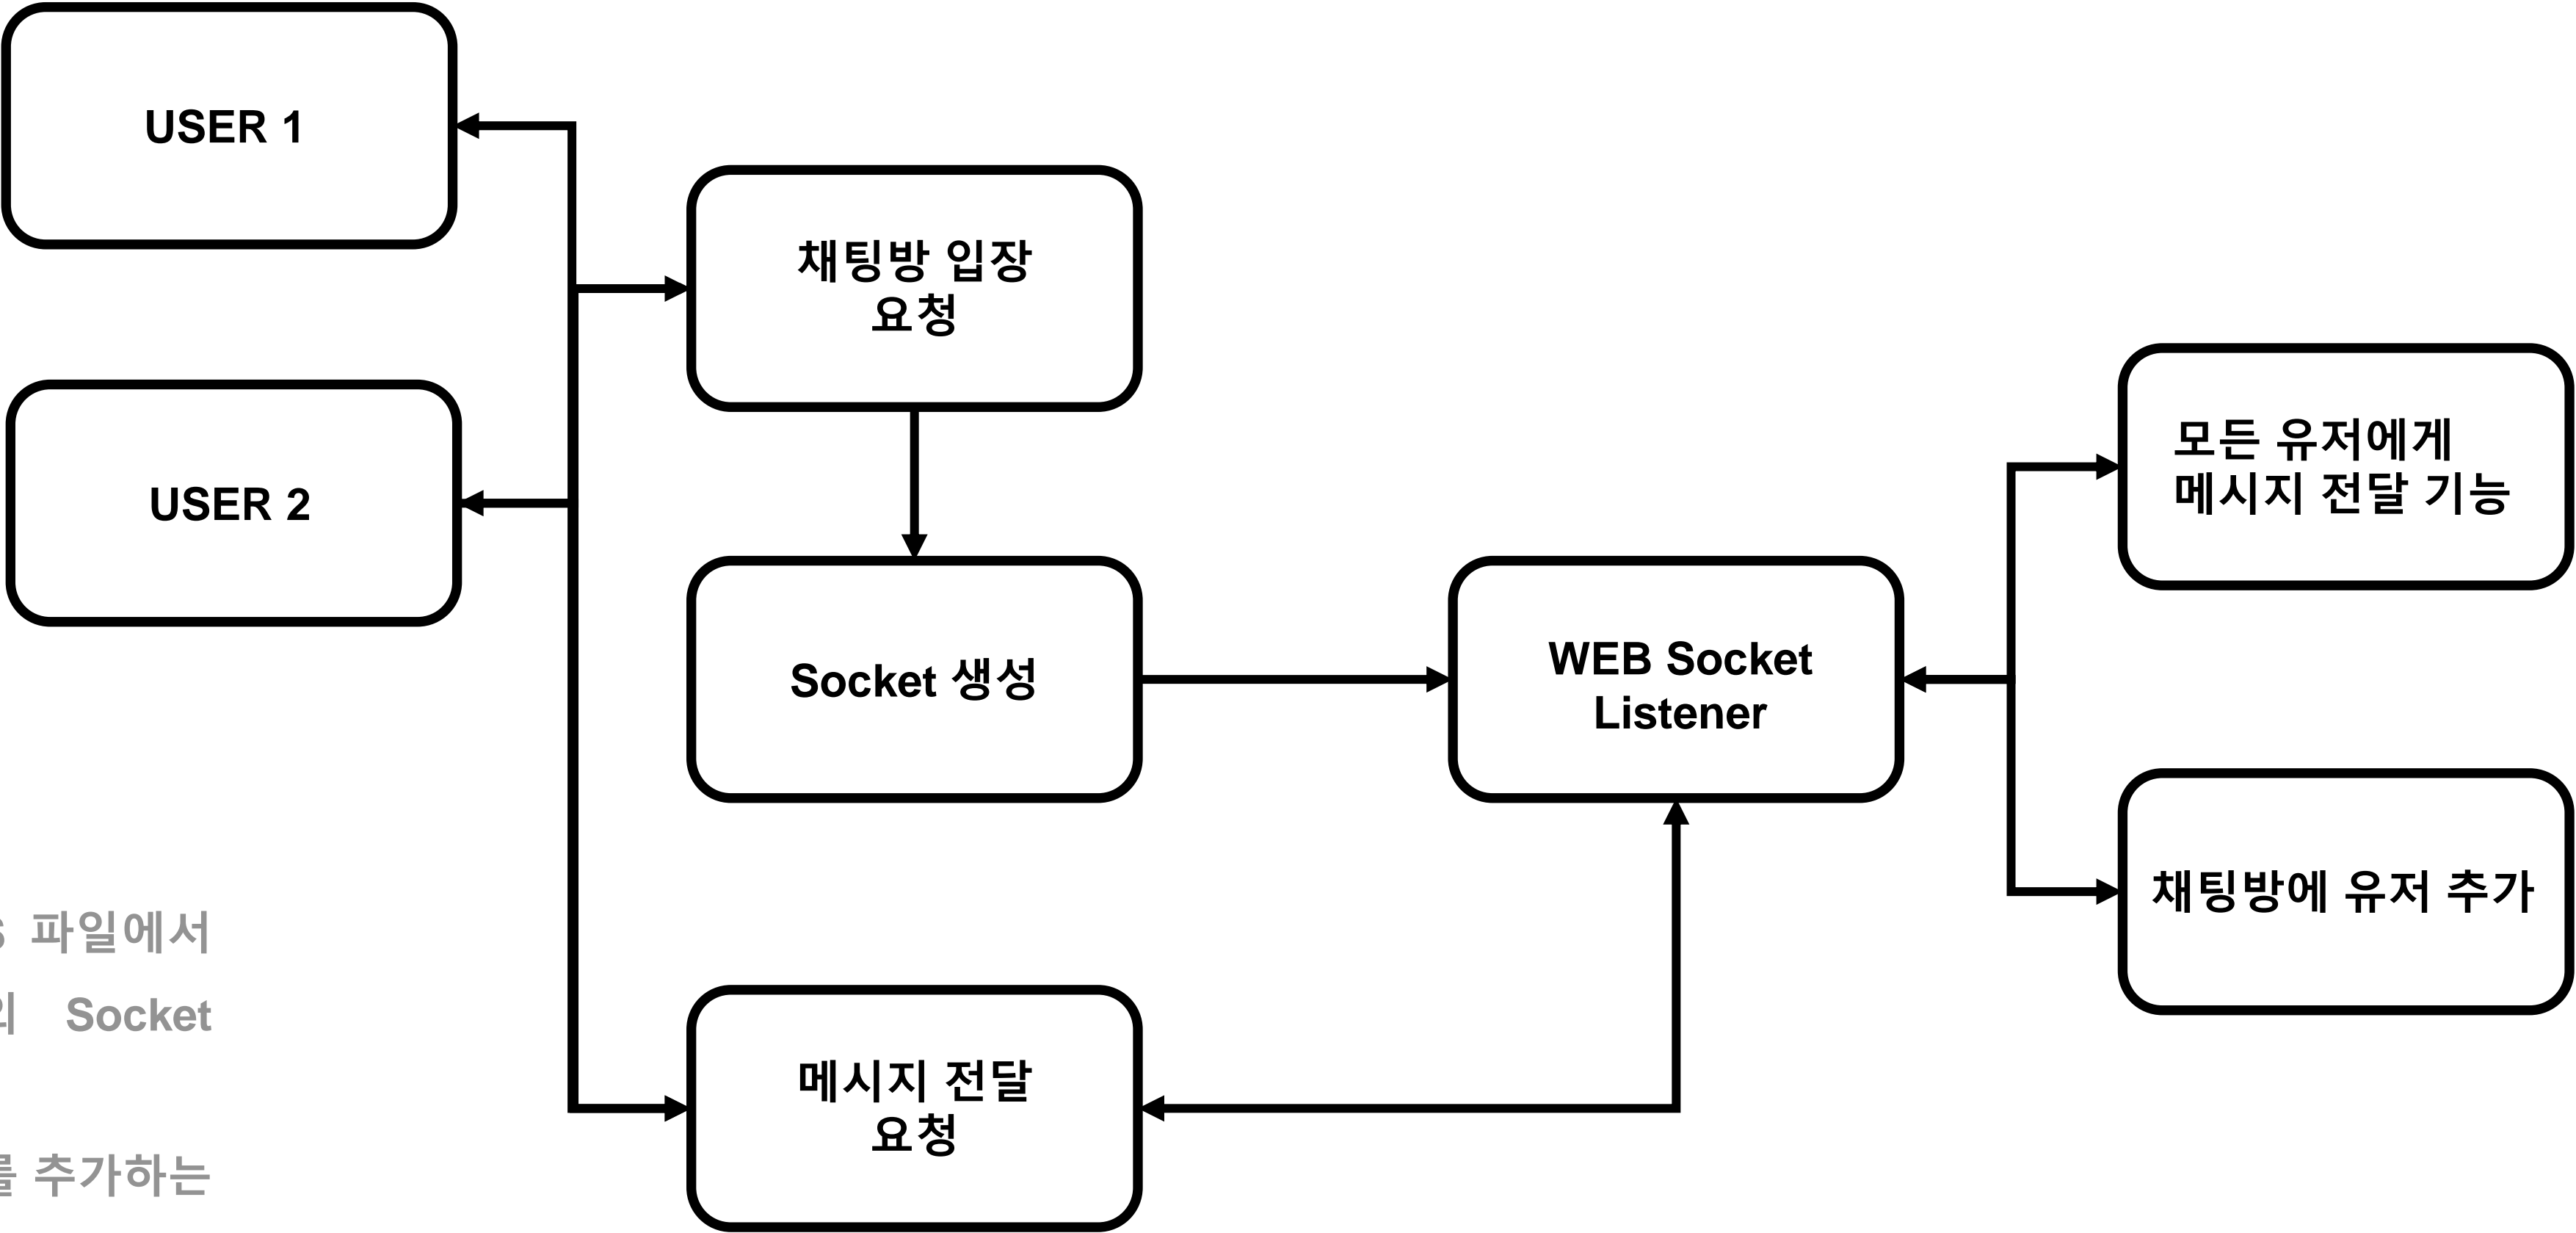 USER 1
채팅방 입장
요청
USER 2
모든 유저에게
메시지 전달 기능
Socket 생성
WEB Socket
Listener
채팅방에 유저 추가
파일에서
Socket
메시지 전달
요청
추가하는